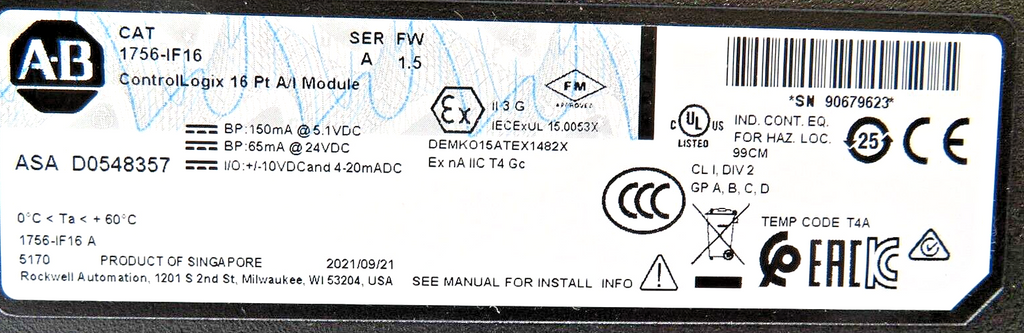 A-B
CAT
1756-IF16
SER FW
A 1.5
ControlLogix 16 Pt A/I Module
BP:150mA @ 5.1VDC
BP:65mA @ 24VDC
I/O:+/-10VDCand 4-20mADC
ASA D0548357
0°C < Ta < + 60°C
1756-IF16 A
5170 PRODUCT OF SINGAPORE 2021/09/21
Rockwell Automation, 1201 S 2nd St, Milwaukee, WI 53204, USA
Ex
II 3 G
FM
APPROVED
IECExUL 15.0053X
DEMKO15ATEX1482X
Ex nA IIC T4 Gc
SEE MANUAL FOR INSTALL INFO
*SN 90679623*
C UL US
LISTED
IND. CONT. EQ.
FOR HAZ. LOC.
99CM
25
CE
CL I, DIV 2
GP A, B, C, D
CCC
TEMP CODE T4A
EAC
KC